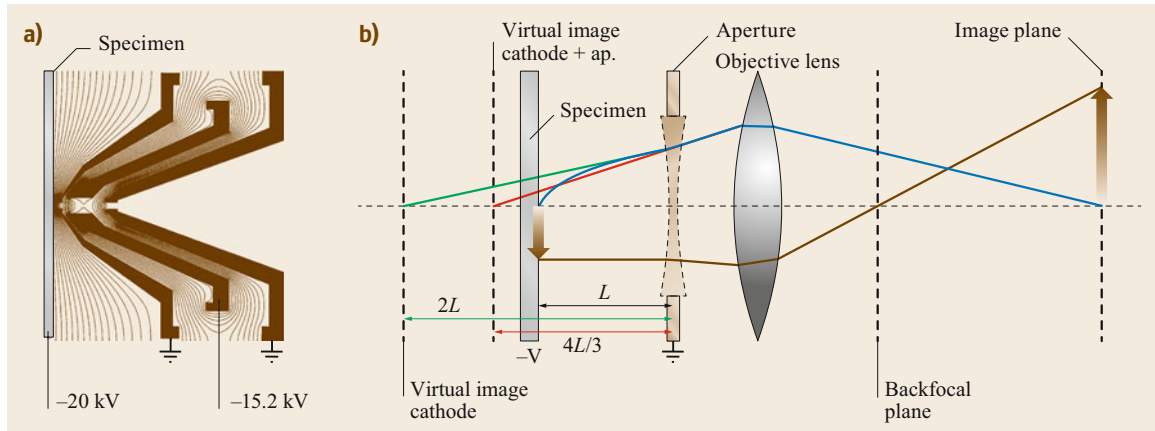 a)
Specimen
–20 kV
–15.2 kV
b)
Virtual image
cathode + ap.
Aperture
Objective lens
Image plane
Specimen
L
2L
4L/3
–V
Virtual image
cathode
Backfocal
plane